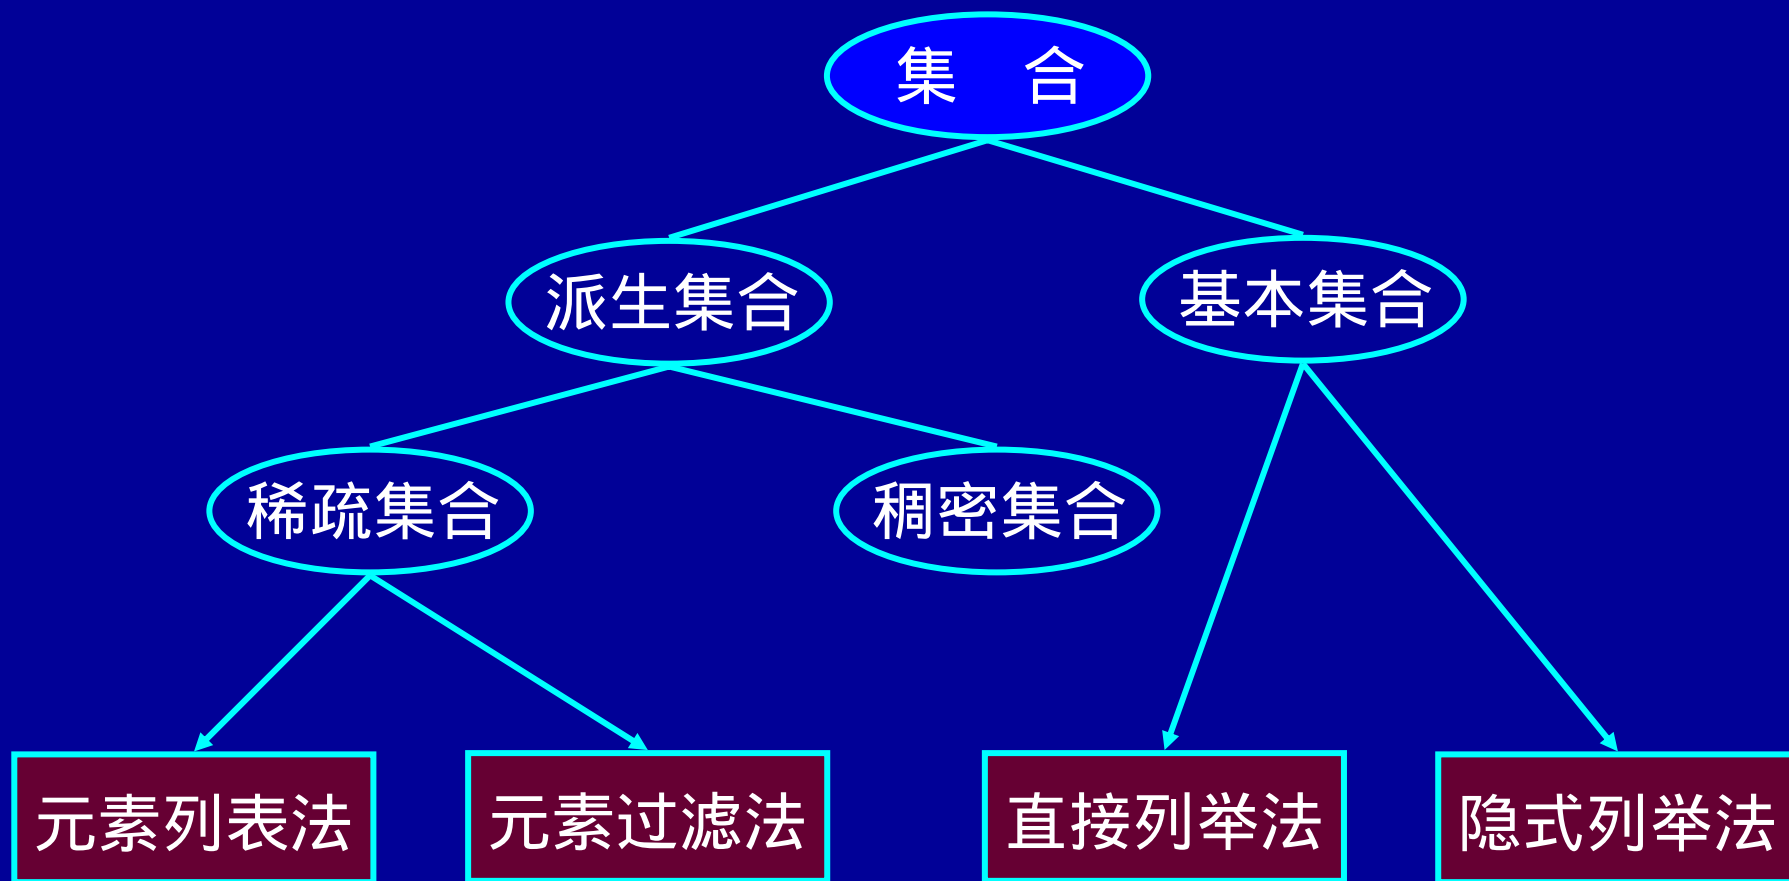 集 合
派生集合
基本集合
稀疏集合
稠密集合
元素列表法
元素过滤法
直接列举法
隐式列举法